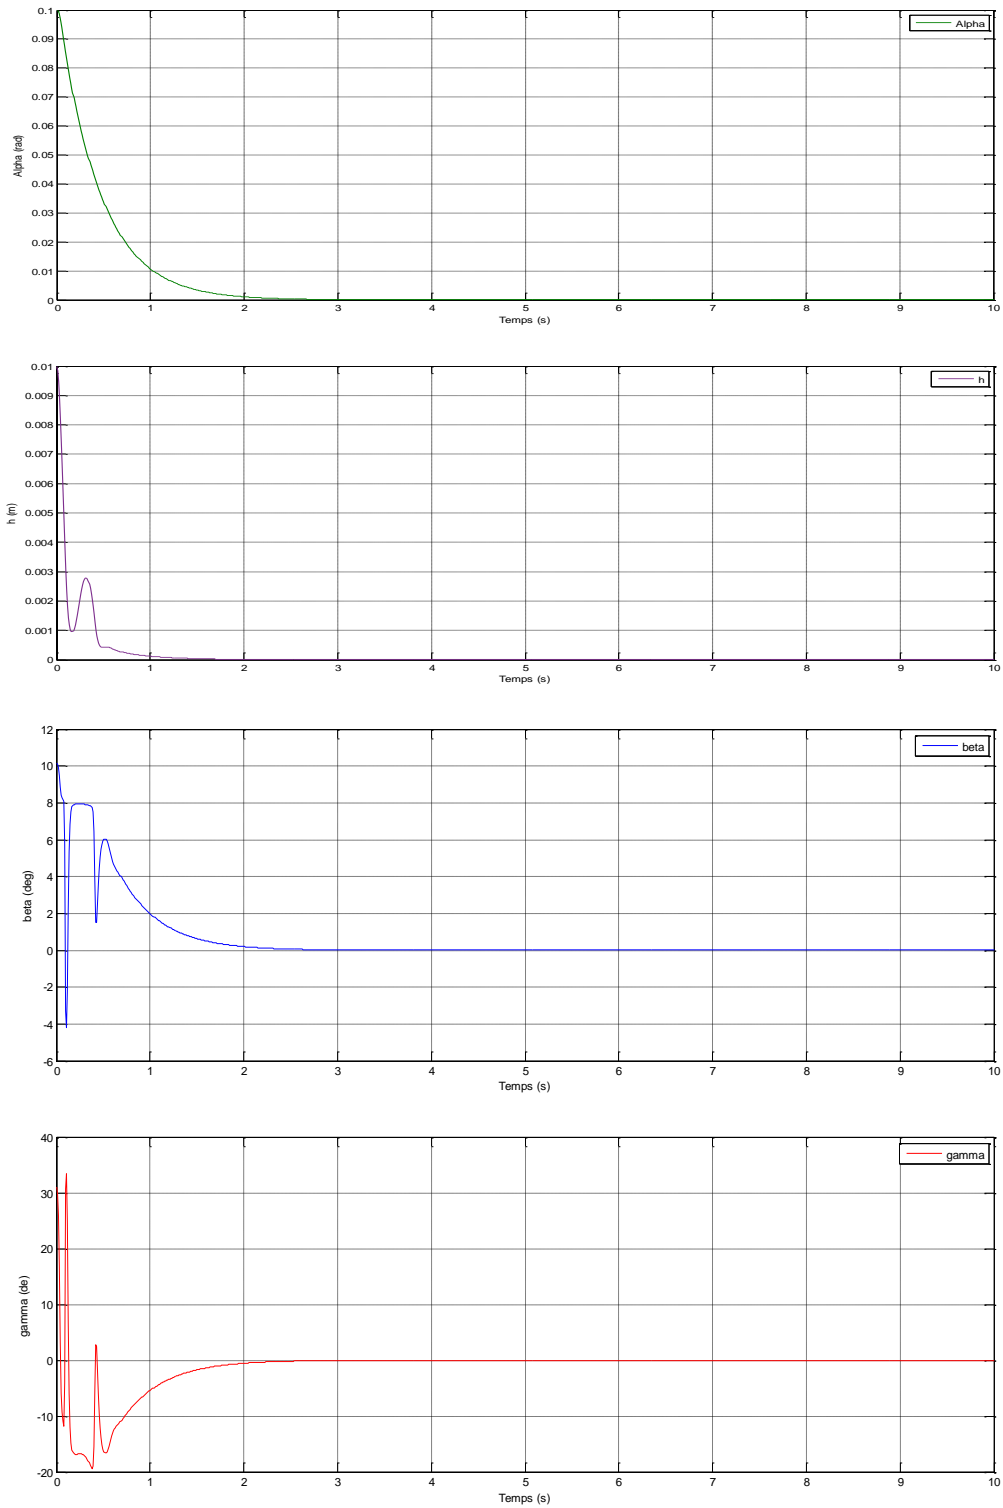 0.1
Alpha
0.09
0.08
0.07
0.06
0.05
0.04
0.03
0.02
0.01
0
Alpha (rad)
0 1 2 3 4 5 6 7 8 9 10
Temps (s)
0.01
h
0.009
0.008
0.007
0.006
0.005
0.004
0.003
0.002
0.001
0
h (m)
0 1 2 3 4 5 6 7 8 9 10
Temps (s)
12
beta
10
8
6
4
2
0
-2
-4
-6
beta (deg)
0 1 2 3 4 5 6 7 8 9 10
Temps (s)
40
gamma
30
20
10
0
-10
-20
gamma (de)
0 1 2 3 4 5 6 7 8 9 10
Temps (s)